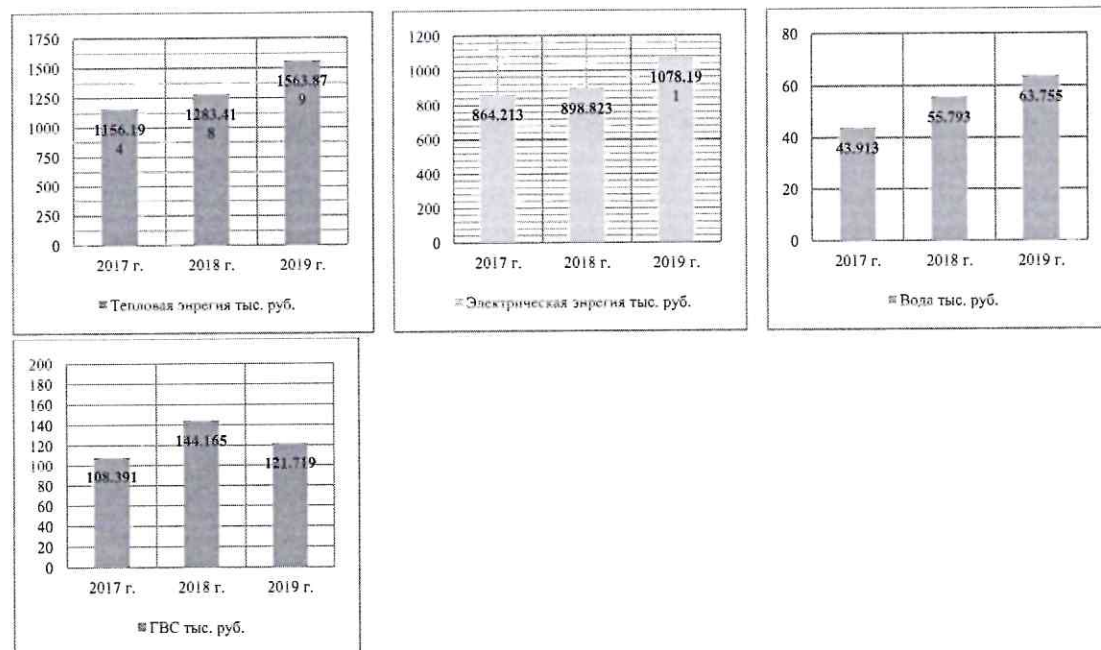 1750
1500
1250
1000
750
500
250
0
1156.19
4
1283.41
8
1563.87
9
2017 г.
2018 г.
2019 г.
Тепловая энрегия тыс. руб.
1200
1000
800
600
400
200
0
864.213
898.823
1078.19
1
2017 г.
2018 г.
2019 г.
Электрическая энрегия тыс. руб.
80
60
40
20
0
43.913
55.793
63.755
2017 г.
2018 г.
2019 г.
Вода тыс. руб.
200
180
160
140
120
100
80
60
40
20
0
108.391
144.165
121.719
2017 г.
2018 г.
2019 г.
ГВС тыс. руб.